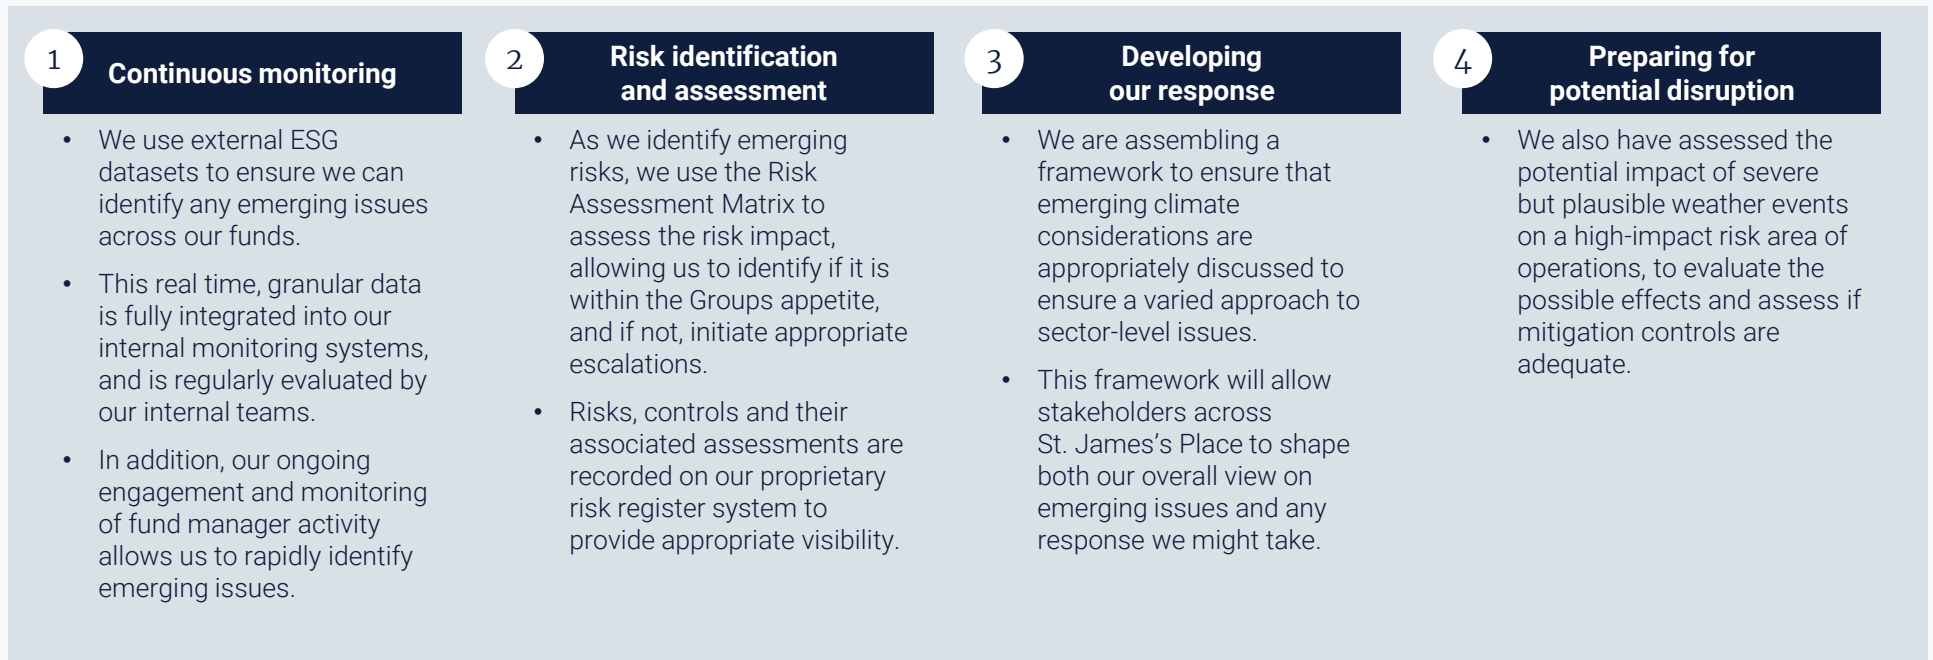 1
Continuous monitoring
• We use external ESG
datasets to ensure we can
identify any emerging issues
across our funds.
• This real time, granular data
is fully integrated into our
internal monitoring systems,
and is regularly evaluated by
our internal teams.
• In addition, our ongoing
engagement and monitoring
of fund manager activity
allows us to rapidly identify
emerging issues.
2
Risk identification
and assessment
• As we identify emerging
risks, we use the Risk
Assessment Matrix to
assess the risk impact,
allowing us to identify if it is
within the Groups appetite,
and if not, initiate appropriate
escalations.
• Risks, controls and their
associated assessments are
recorded on our proprietary
risk register system to
provide appropriate visibility.
3
Developing
our response
• We are assembling a
framework to ensure that
emerging climate
considerations are
appropriately discussed to
ensure a varied approach to
sector-level issues.
• This framework will allow
stakeholders across
St. James’s Place to shape
both our overall view on
emerging issues and any
response we might take.
4
Preparing for
potential disruption
• We also have assessed the
potential impact of severe
but plausible weather events
on a high-impact risk area of
operations, to evaluate the
possible effects and assess if
mitigation controls are
adequate.